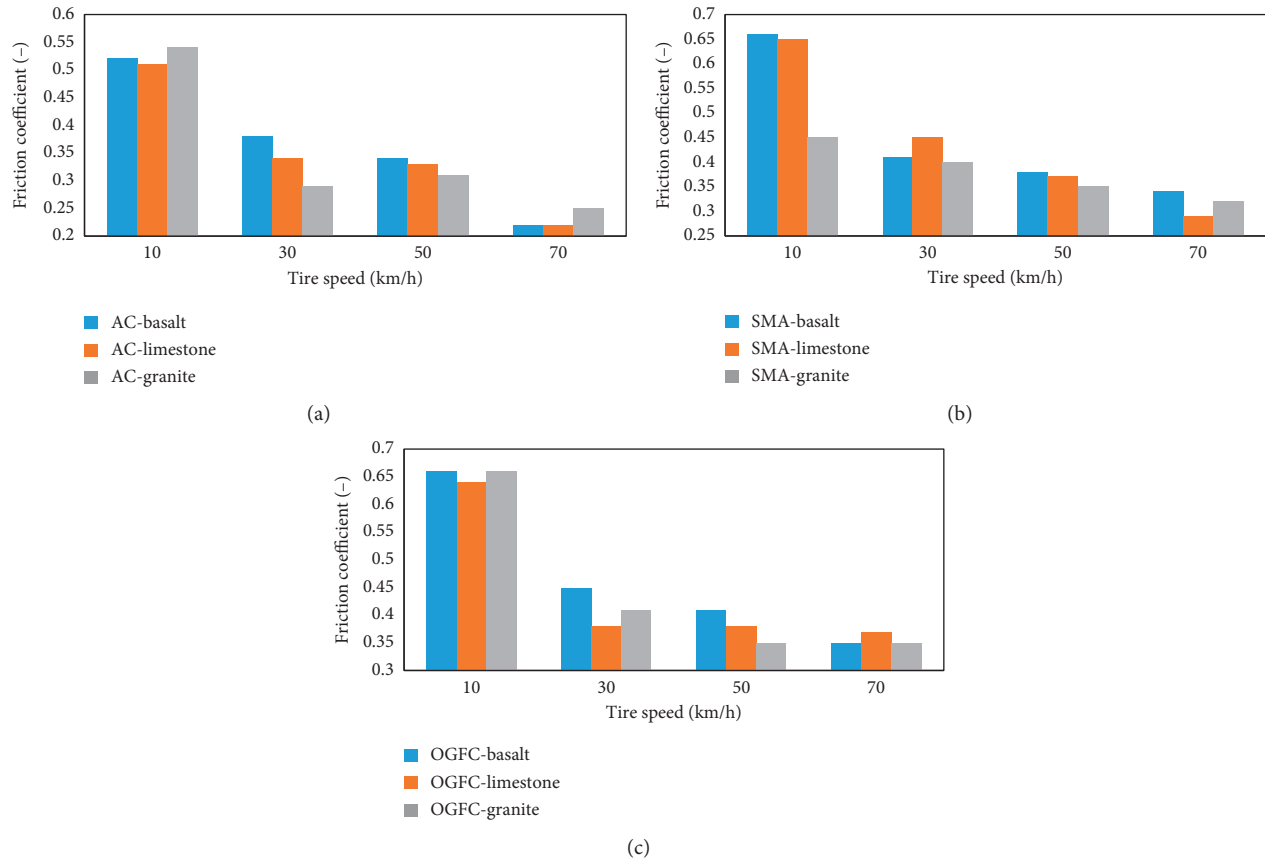 Friction coefficient (–)
0.6
0.55
0.5
0.45
0.4
0.35
0.3
0.25
0.2
10 30 50 70
Tire speed (km/h)
AC-basalt
AC-limestone
AC-granite
(a)
Friction coefficient (–)
0.65
0.6
0.55
0.5
0.45
0.4
0.35
0.3
0.25
10 30 50 70
Tire speed (km/h)
SMA-basalt
SMA-limestone
SMA-granite
(b)
Friction coefficient (–)
0.7
0.65
0.6
0.55
0.5
0.45
0.4
0.35
0.3
10 30 50 70
Tire speed (km/h)
OGFC-basalt
OGFC-limestone
OGFC-granite
(c)